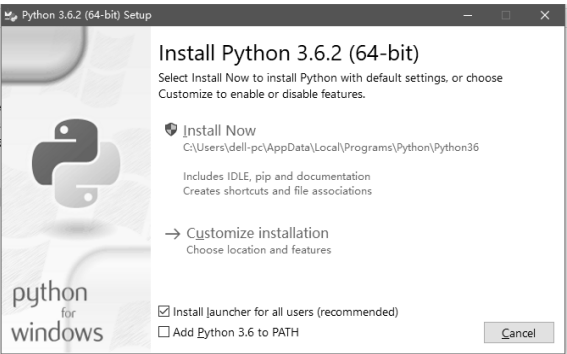 Python 3.6.2 (64-bit) Setup
Install Python 3.6.2 (64-bit)
Select Install Now to install Python with default settings, or choose
Customize to enable or disable features.
Install Now
C:\Users\dell-pc\AppData\Local\Programs\Python\Python36
Includes IDLE, pip and documentation
Creates shortcuts and file associations
Customize installation
Choose location and features
python
for
windows
Install launcher for all users (recommended)
Add Python 3.6 to PATH
Cancel